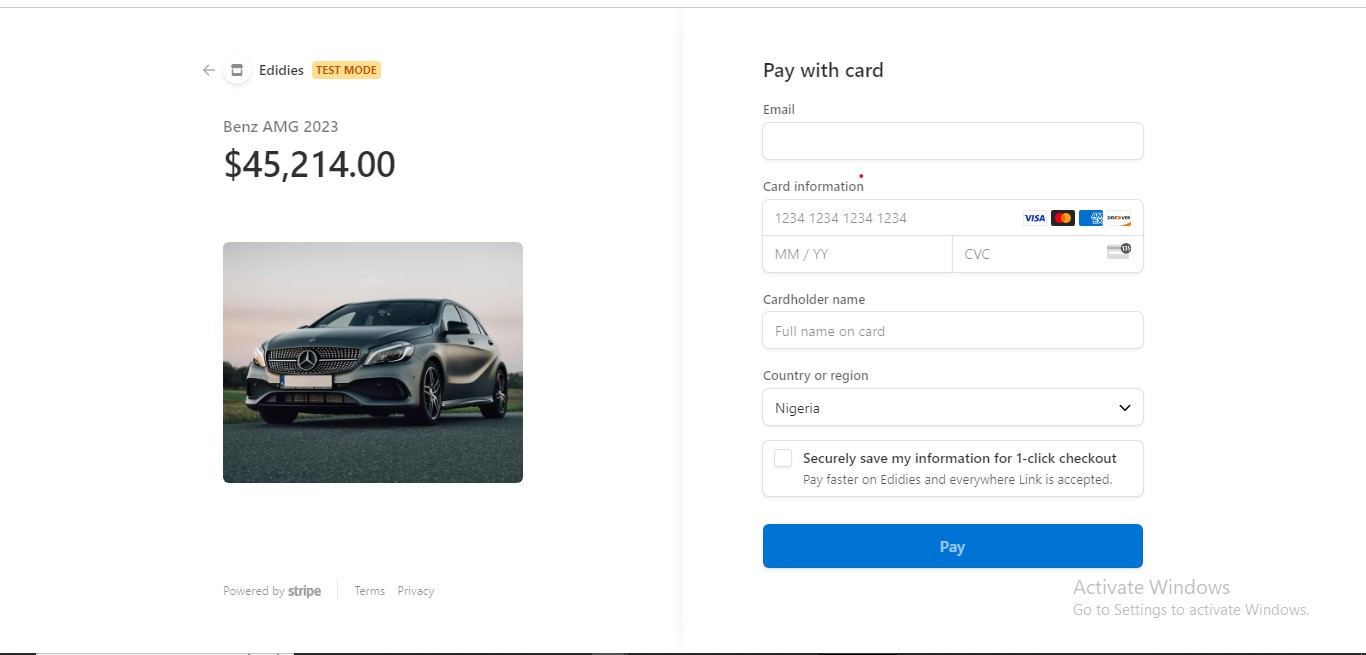 Edidies TEST MODE
Benz AMG 2023
$45,214.00
Powered by stripe
Terms Privacy
Pay with card
Email
Card information
1234 1234 1234 1234
VISA
AMEX
DISCOVER
MM / YY
CVC
135
Cardholder name
Full name on card
Country or region
Nigeria
Securely save my information for 1-click checkout
Pay faster on Edidies and everywhere Link is accepted.
Pay
Activate Windows
Go to Settings to activate Windows.